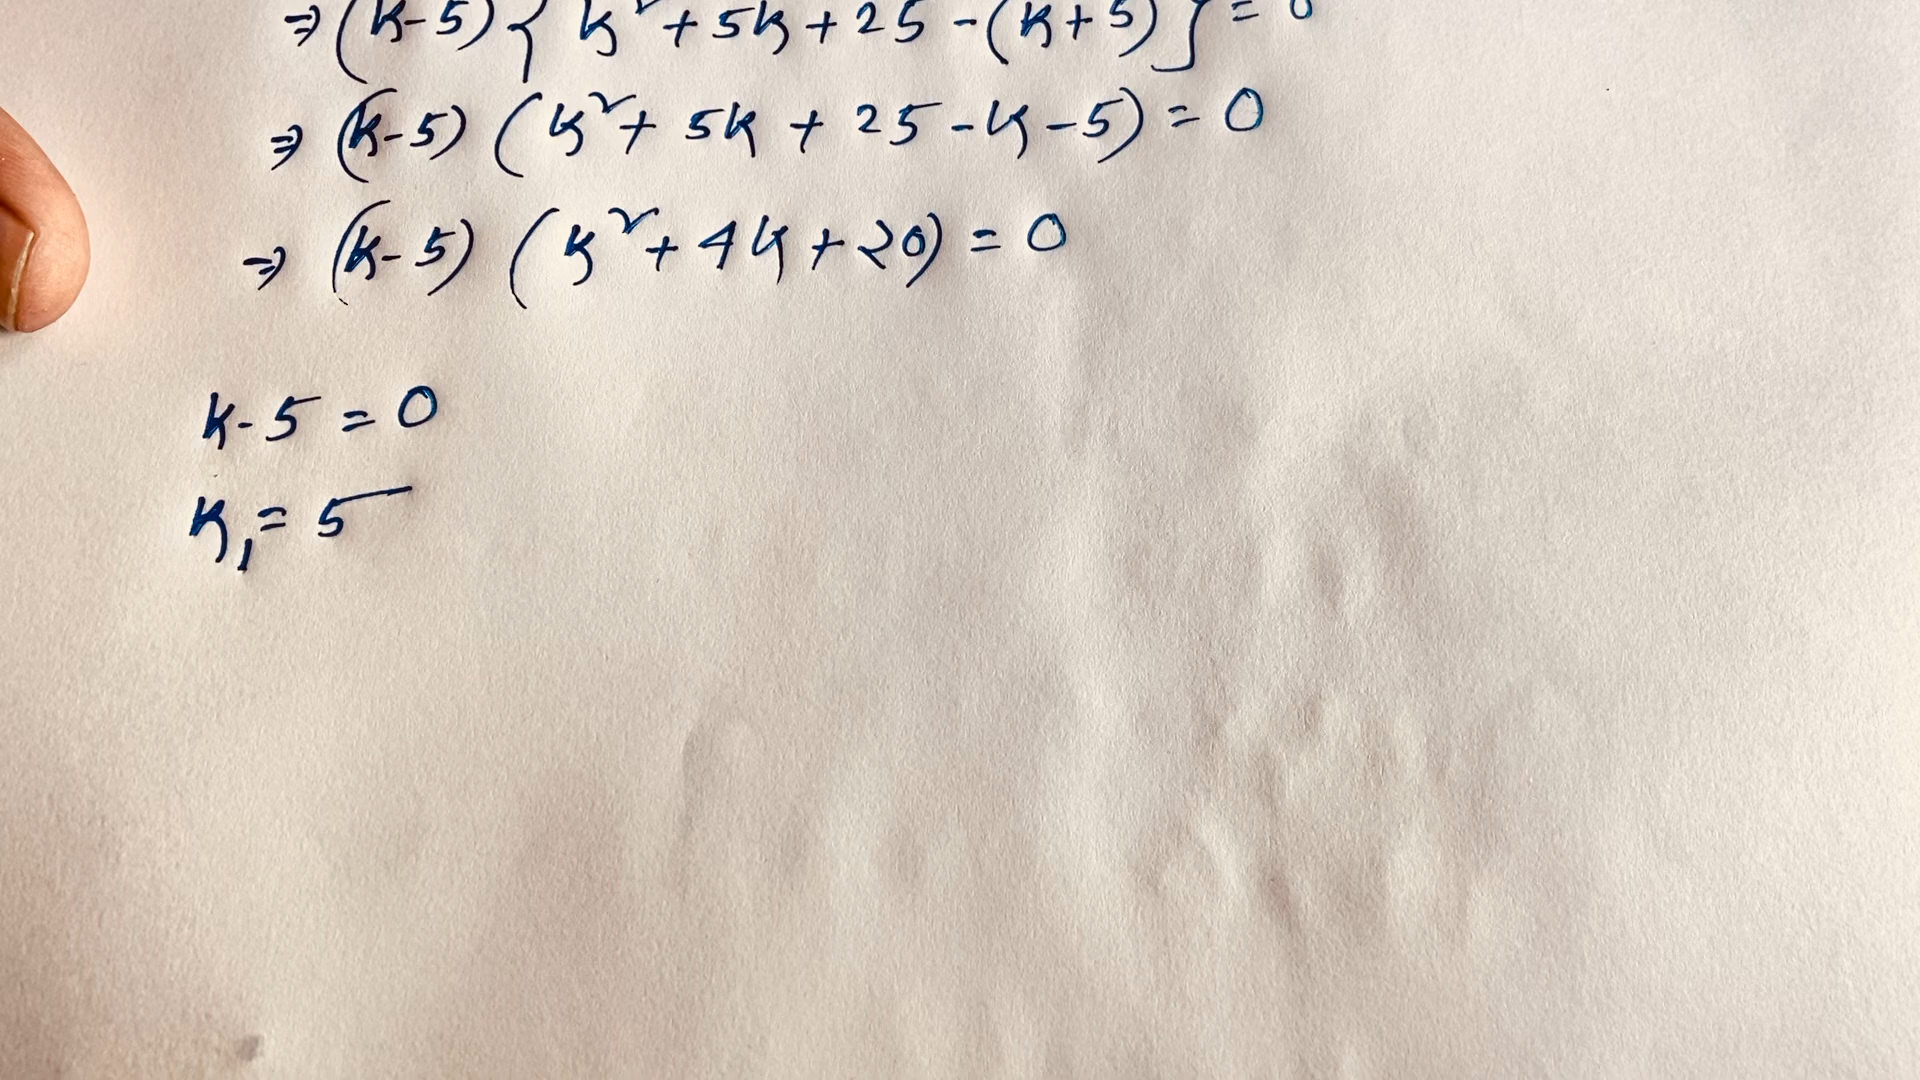 ⇒ (k-5) { k² + 5k + 25 - (k+5) } = 0
⇒ (k-5) (k² + 5k + 25 - k - 5) = 0
⇒ (k-5) (k² + 4k + 20) = 0
k-5 = 0
k₁ = 5